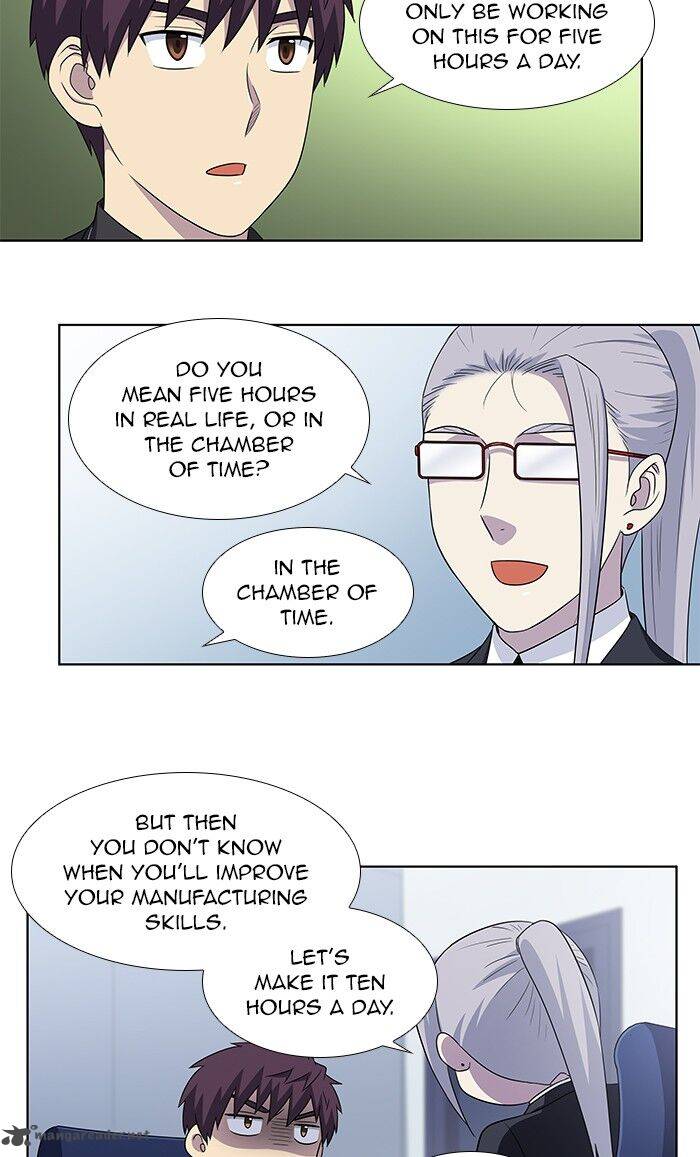 ONLY BE WORKING
ON THIS FOR FIVE
HOURS A DAY.
DO YOU
MEAN FIVE HOURS
IN REAL LIFE, OR IN
THE CHAMBER
OF TIME?
IN THE
CHAMBER OF
TIME.
BUT THEN
YOU DON'T KNOW
WHEN YOU'LL IMPROVE
YOUR MANUFACTURING
SKILLS.
LET'S
MAKE IT TEN
HOURS A DAY.
mangareader.net